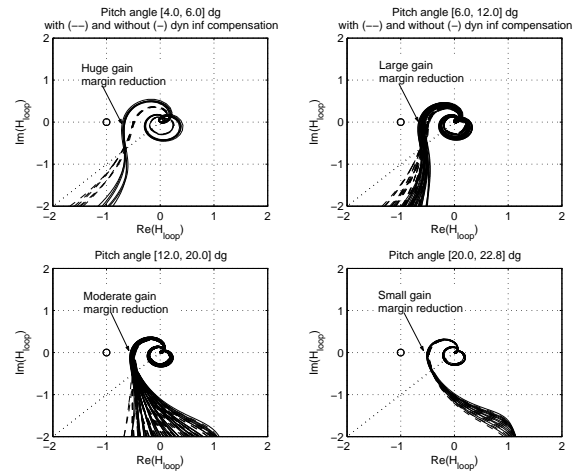 Pitch angle [4.0, 6.0] dg
with (−−) and without (−) dyn inf compensation
2
1
0
−1
−2
−2
−1
0
1
2
Im(H_loop)
Re(H_loop)
Huge gain
margin reduction
Pitch angle [6.0, 12.0] dg
with (−−) and without (−) dyn inf compensation
2
1
0
−1
−2
−2
−1
0
1
2
Im(H_loop)
Re(H_loop)
Large gain
margin reduction
Pitch angle [12.0, 20.0] dg
2
1
0
−1
−2
−2
−1
0
1
2
Im(H_loop)
Re(H_loop)
Moderate gain
margin reduction
Pitch angle [20.0, 22.8] dg
2
1
0
−1
−2
−2
−1
0
1
2
Im(H_loop)
Re(H_loop)
Small gain
margin reduction